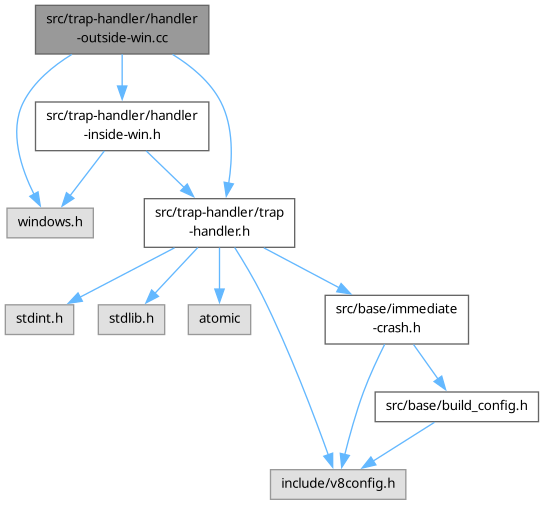 src/trap-handler/handler
-outside-win.cc
src/trap-handler/handler
-inside-win.h
windows.h
src/trap-handler/trap
-handler.h
stdint.h
stdlib.h
atomic
src/base/immediate
-crash.h
src/base/build_config.h
include/v8config.h